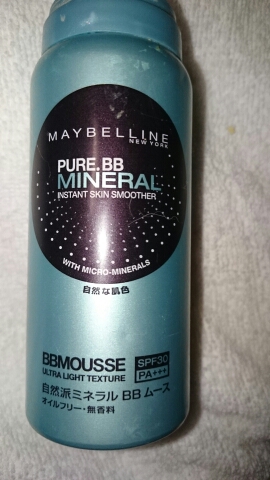 MAYBELLINE
NEW YORK
PURE.BB
MINERAL
INSTANT SKIN SMOOTHER
WITH MICRO-MINERALS
自然な肌色
BBMOUSSE
ULTRA LIGHT TEXTURE
SPF30
PA+++
自然派ミネラル BB ムース
オイルフリー・無香料